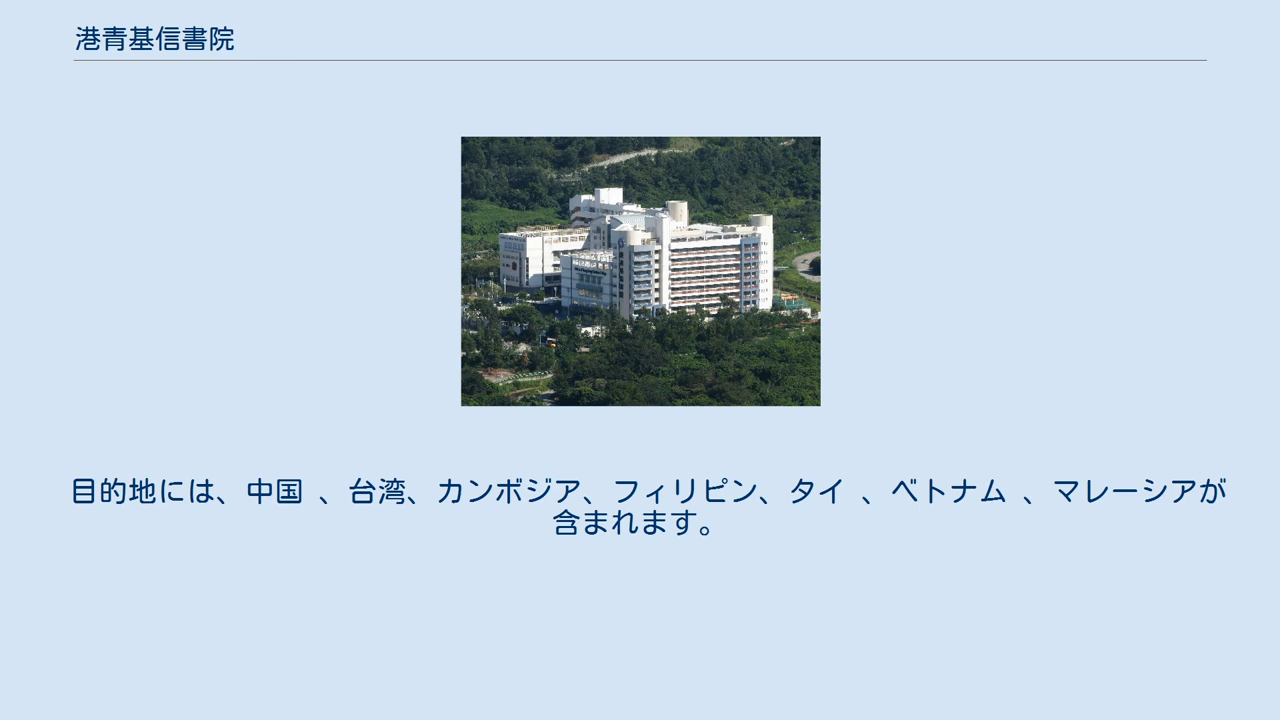 港青基信書院
目的地には、中国 、台湾、カンボジア、フィリピン、タイ 、ベトナム 、マレーシアが
含まれます。